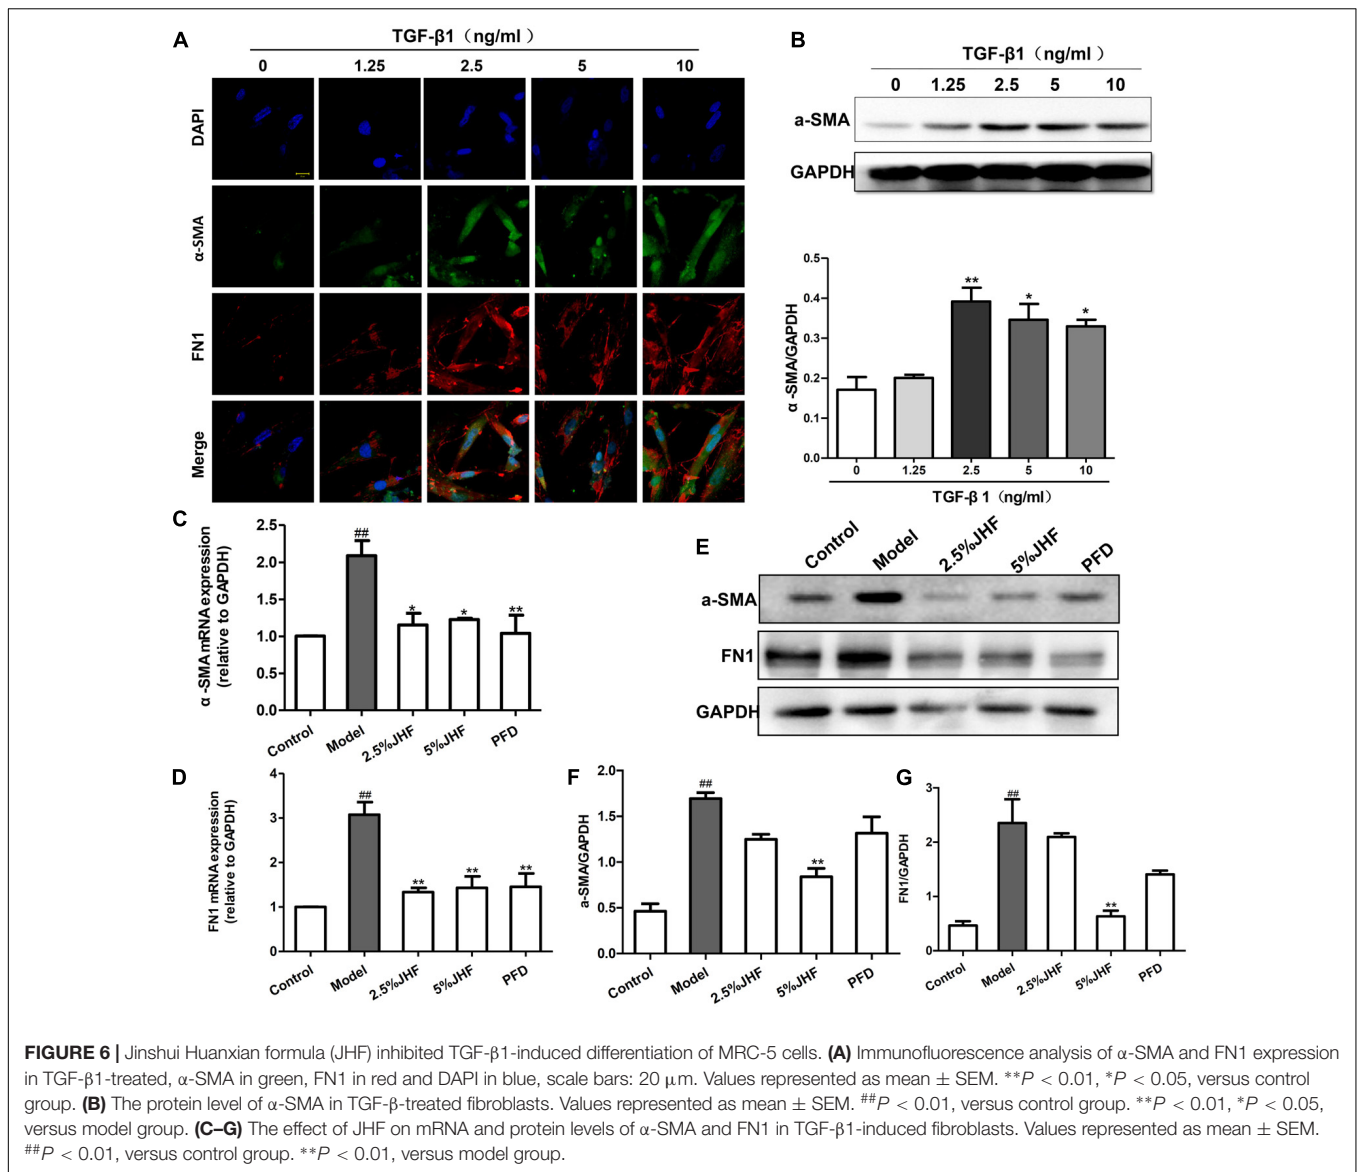 A
TGF-β1（ng/ml）
0 1.25 2.5 5 10
DAPI
α-SMA
FN1
Merge
B
TGF-β1（ng/ml）
0 1.25 2.5 5 10
a-SMA
GAPDH
α -SMA/GAPDH
0.5
0.4
0.3
0.2
0.1
0.0
** * *
0 1.25 2.5 5 10
TGF-β 1 (ng/ml)
C
α -SMA mRNA expression
(relative to GAPDH)
2.5
2.0
1.5
1.0
0.5
0.0
## * * **
Control Model 2.5%JHF 5%JHF PFD
E
Control Model 2.5%JHF 5%JHF PFD
a-SMA
FN1
GAPDH
D
FN1 mRNA expression
(relative to GAPDH)
4
3
2
1
0
## ** ** **
Control Model 2.5%JHF 5%JHF PFD
F
a-SMA/GAPDH
2.0
1.5
1.0
0.5
0.0
## **
Control Model 2.5%JHF 5%JHF PFD
G
FN1/GAPDH
3
2
1
0
## **
Control Model 2.5%JHF 5%JHF PFD
FIGURE 6 | Jinshui Huanxian formula (JHF) inhibited TGF-β1-induced differentiation of MRC-5 cells. (A) Immunofluorescence analysis of α-SMA and FN1 expression
in TGF-β1-treated, α-SMA in green, FN1 in red and DAPI in blue, scale bars: 20 μm. Values represented as mean ± SEM. **P < 0.01, *P < 0.05, versus control
group. (B) The protein level of α-SMA in TGF-β-treated fibroblasts. Values represented as mean ± SEM. ##P < 0.01, versus control group. **P < 0.01, *P < 0.05,
versus model group. (C–G) The effect of JHF on mRNA and protein levels of α-SMA and FN1 in TGF-β1-induced fibroblasts. Values represented as mean ± SEM.
##P < 0.01, versus control group. **P < 0.01, versus model group.